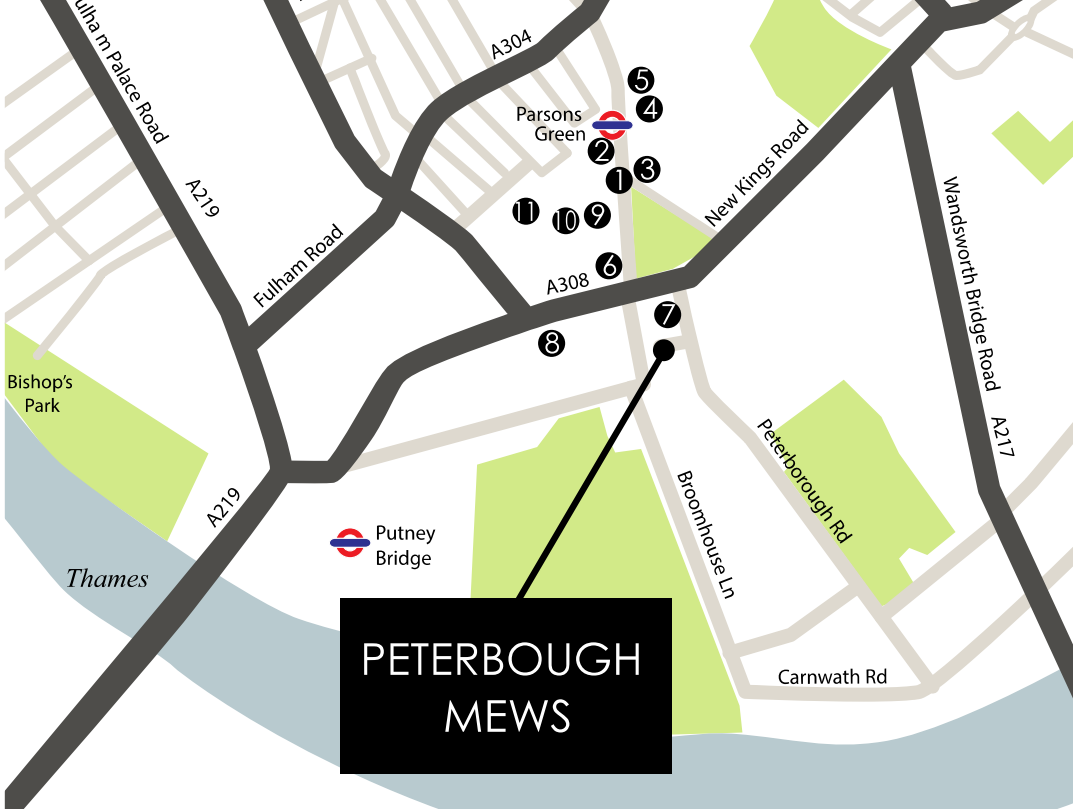 ulha m Palace Road
A304
5
4
Parsons
Green
2
3
1
A219
11
10
9
New Kings Road
Fulham Road
6
A308
Wandsworth Bridge Road
7
8
Bishop's
Park
A217
Peterborough Rd
A219
Broomhouse Ln
Putney
Bridge
Thames
PETERBOUGH
MEWS
Carnwath Rd